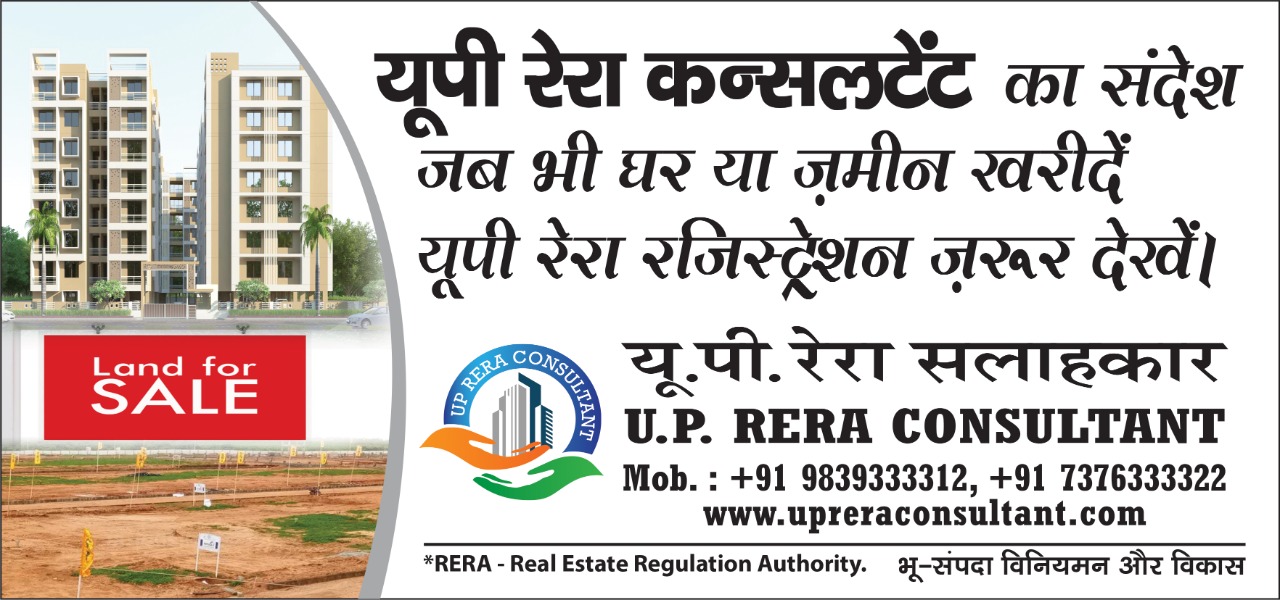 यूपी रेरा कन्सलटेंट का संदेश
जब भी घर या ज़मीन खरीदें
यूपी रेरा रजिस्ट्रेशन ज़रूर देखें।
Land for
SALE
UP RERA CONSULTANT
यू.पी. रेरा सलाहकार
U.P. RERA CONSULTANT
Mob. : +91 9839333312, +91 7376333322
www.upreraconsultant.com
*RERA - Real Estate Regulation Authority. भू-संपदा विनियमन और विकास